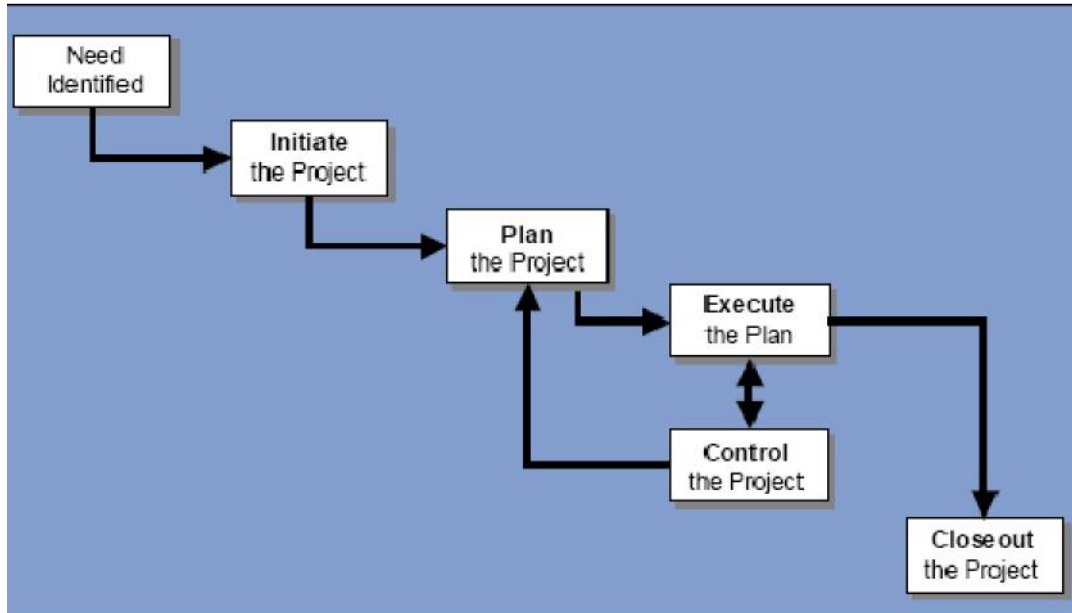 Need
Identified
Initiate
the Project
Plan
the Project
Execute
the Plan
Control
the Project
Closeout
the Project